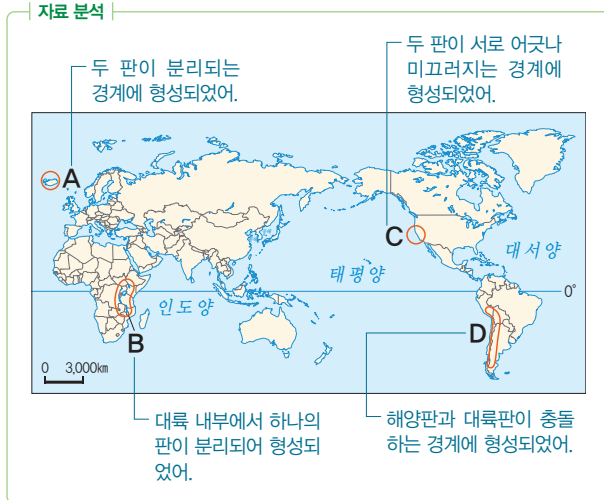 자료 분석
두 판이 분리되는
경계에 형성되었어.
두 판이 서로 어긋나
미끄러지는 경계에
형성되었어.
A
C
대서양
태평양
인도양
0°
B
D
0 3,000km
대륙 내부에서 하나의
판이 분리되어 형성되
었어.
해양판과 대륙판이 충돌
하는 경계에 형성되었어.